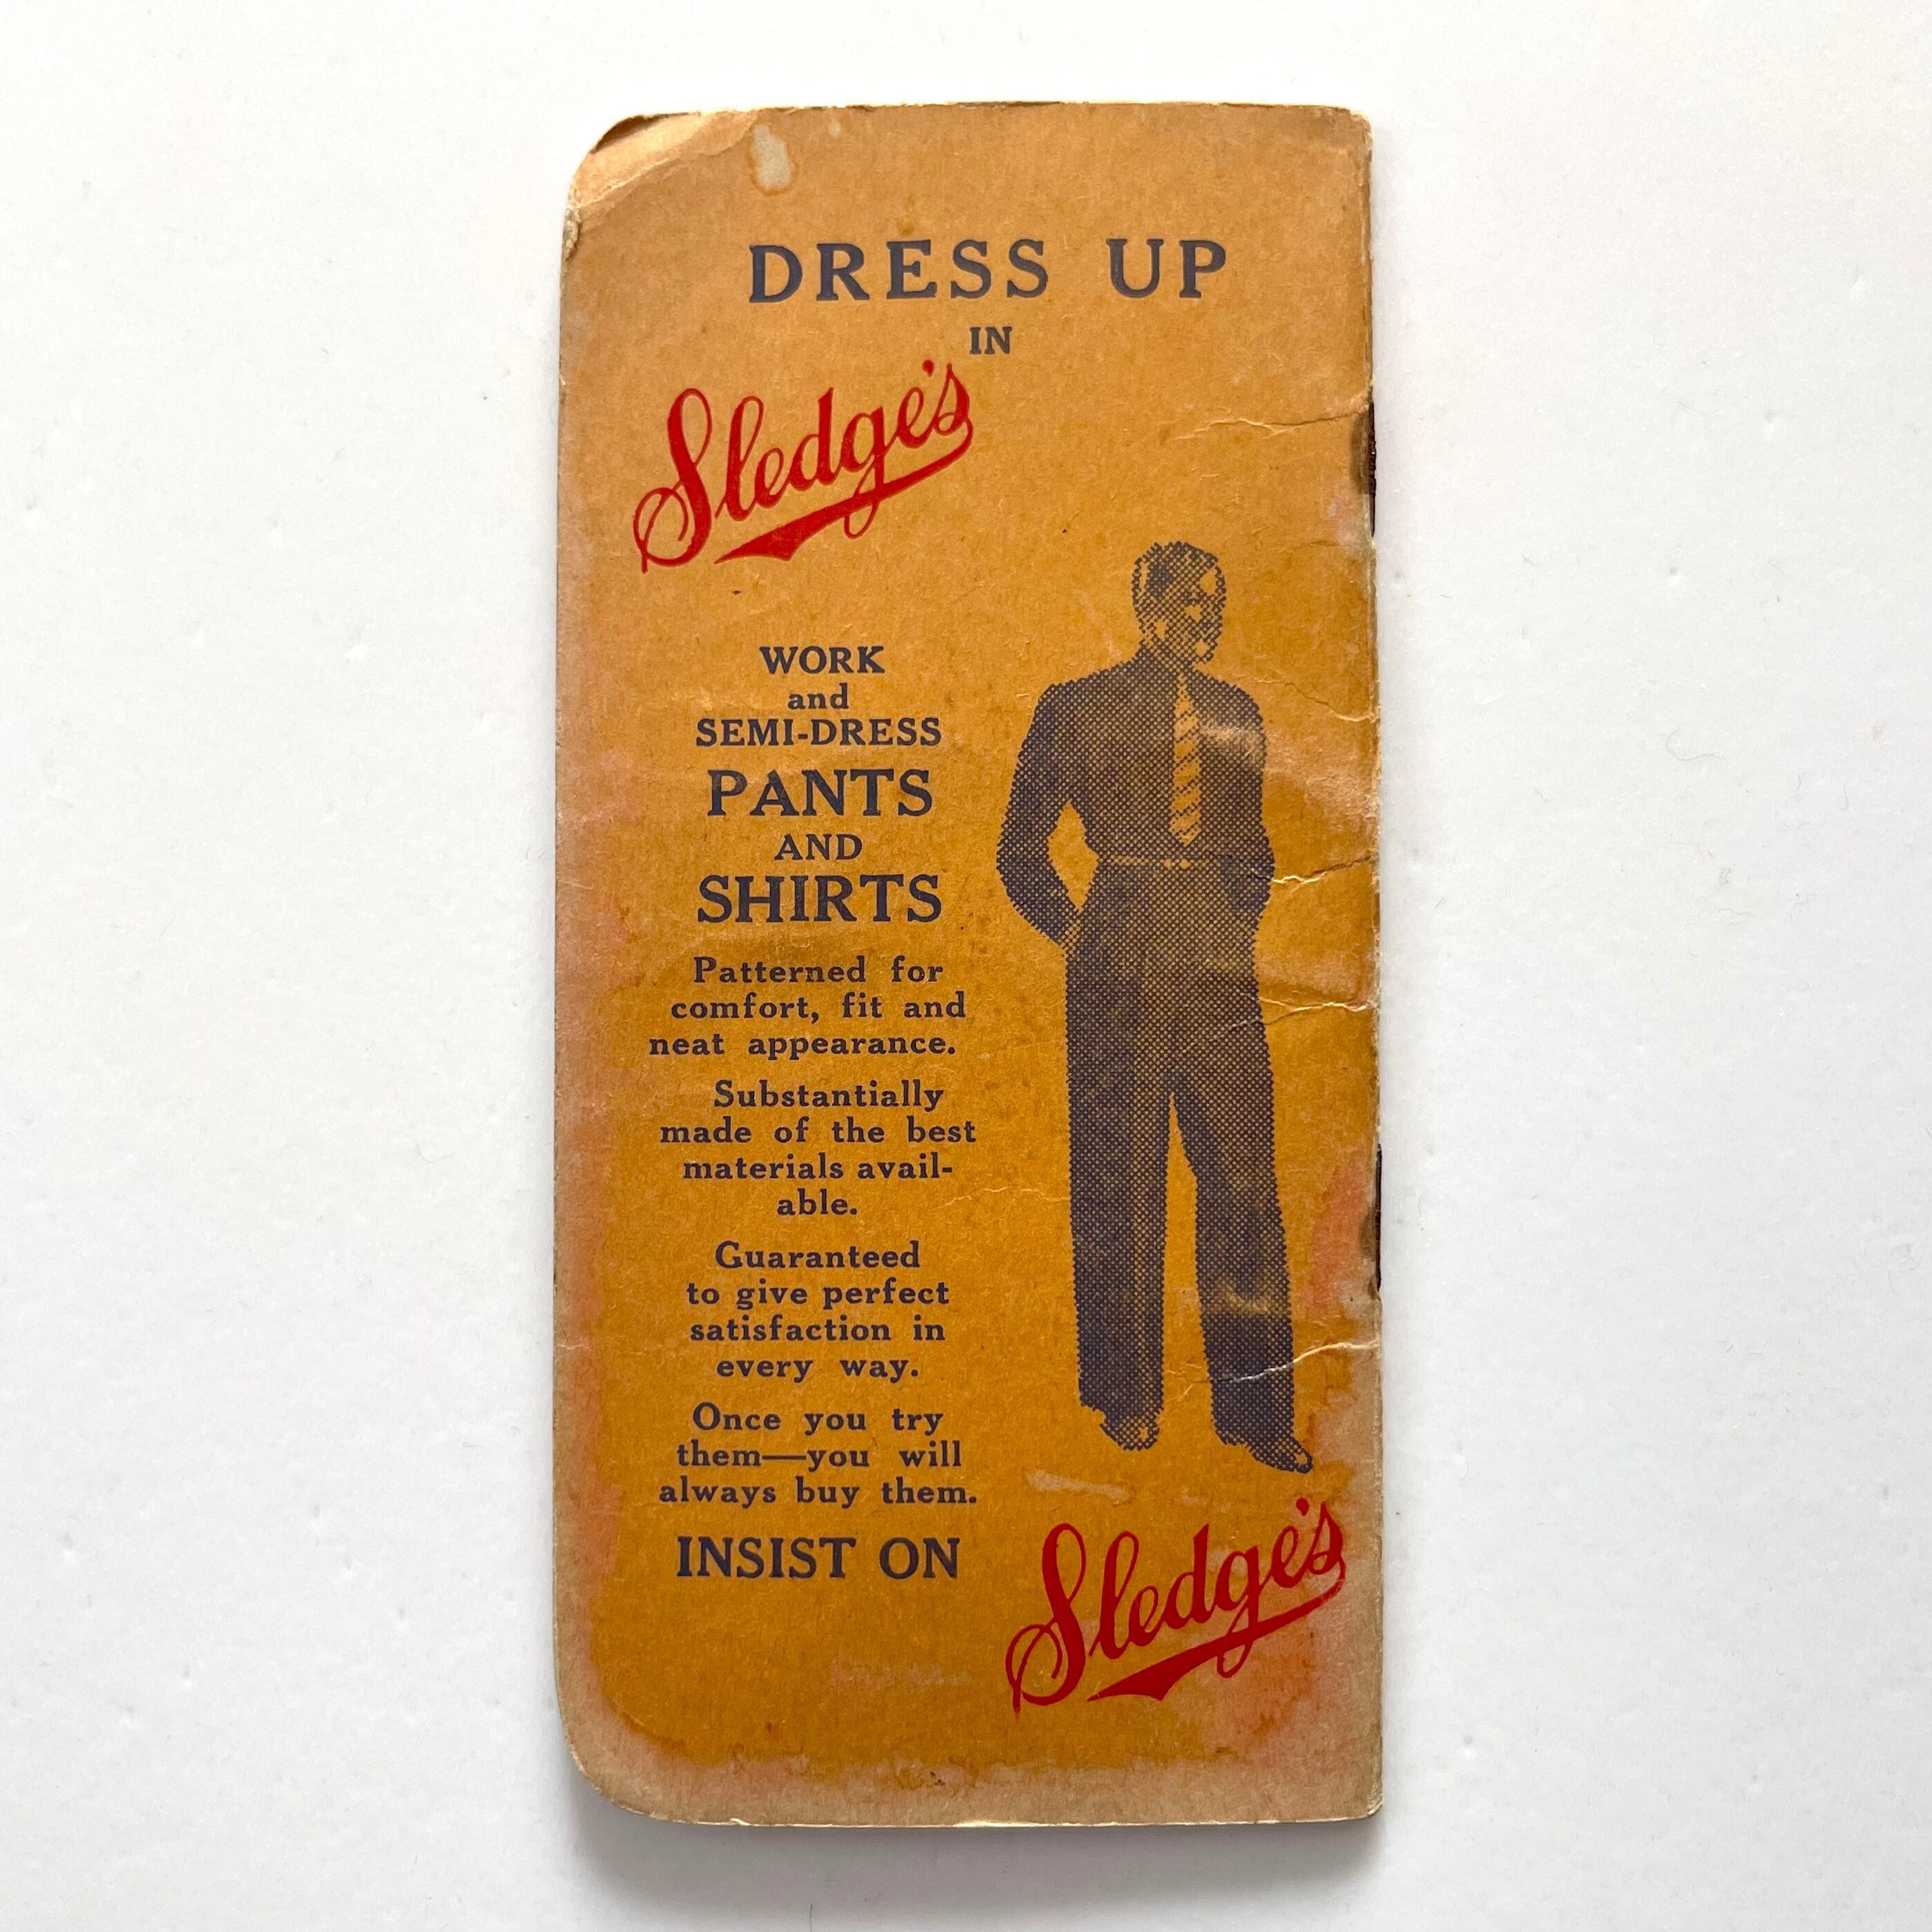 DRESS UP
IN
Sledge's
WORK
and
SEMI-DRESS
PANTS
AND
SHIRTS
Patterned for
comfort, fit and
neat appearance.
Substantially
made of the best
materials avail-
able.
Guaranteed
to give perfect
satisfaction in
every way.
Once you try
them—you will
always buy them.
INSIST ON
Sledge's